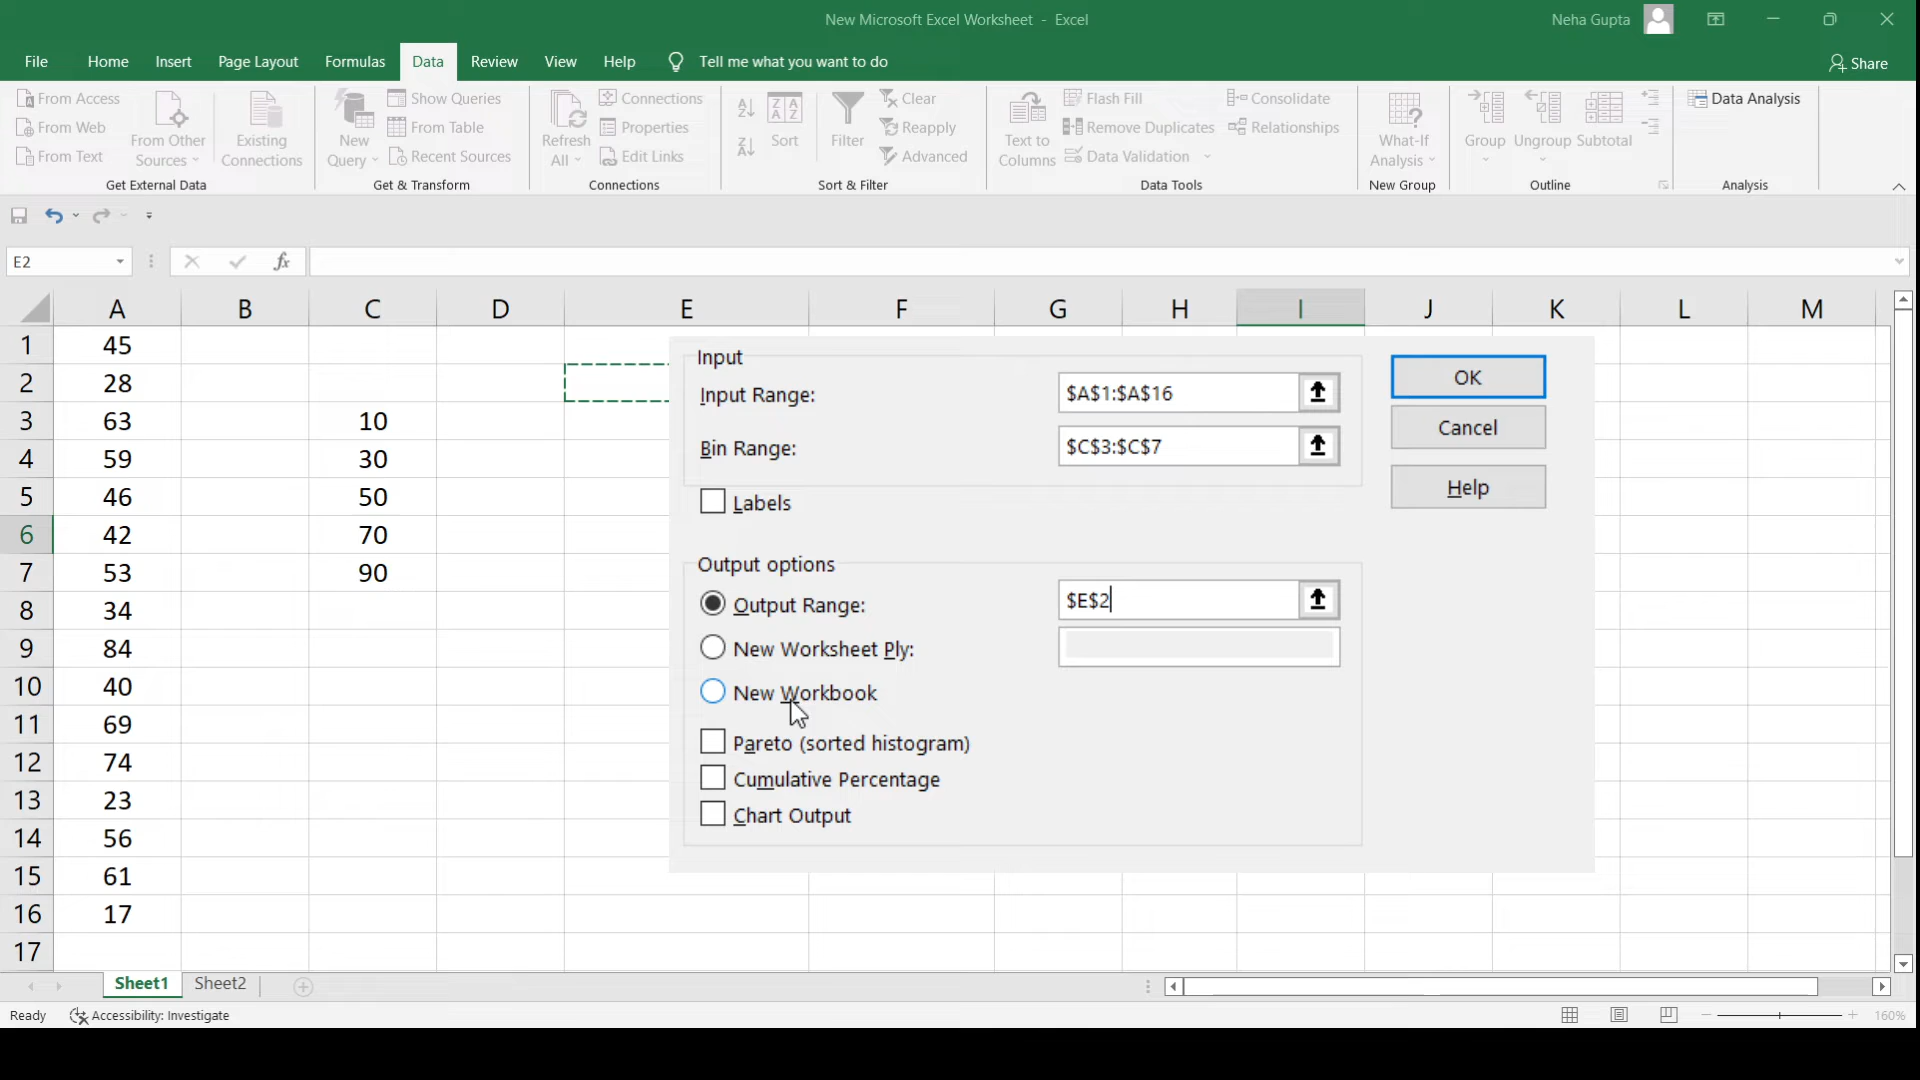 New Microsoft Excel Worksheet - Excel
Neha Gupta
File Home Insert Page Layout Formulas Data Review View Help Tell me what you want to do Share
From Access
From Web
From Text
From Other Sources
Existing Connections
Get External Data
New Query
Show Queries
From Table
Recent Sources
Get & Transform
Refresh All
Connections
Properties
Edit Links
Connections
Sort
Filter
Clear
Reapply
Advanced
Sort & Filter
Text to Columns
Flash Fill
Remove Duplicates
Data Validation
Consolidate
Relationships
Data Tools
What-If Analysis
New Group
Group
Ungroup
Subtotal
Outline
Data Analysis
Analysis
E2
fx
A B C D E F G H I J K L M
1 45
2 28
3 63 10
4 59 30
5 46 50
6 42 70
7 53 90
8 34
9 84
10 40
11 69
12 74
13 23
14 56
15 61
16 17
17
Input
Input Range: $A$1:$A$16
Bin Range: $C$3:$C$7
Labels
OK
Cancel
Help
Output options
Output Range: $E$2
New Worksheet Ply:
New Workbook
Pareto (sorted histogram)
Cumulative Percentage
Chart Output
Sheet1 Sheet2
Ready Accessibility: Investigate 160%